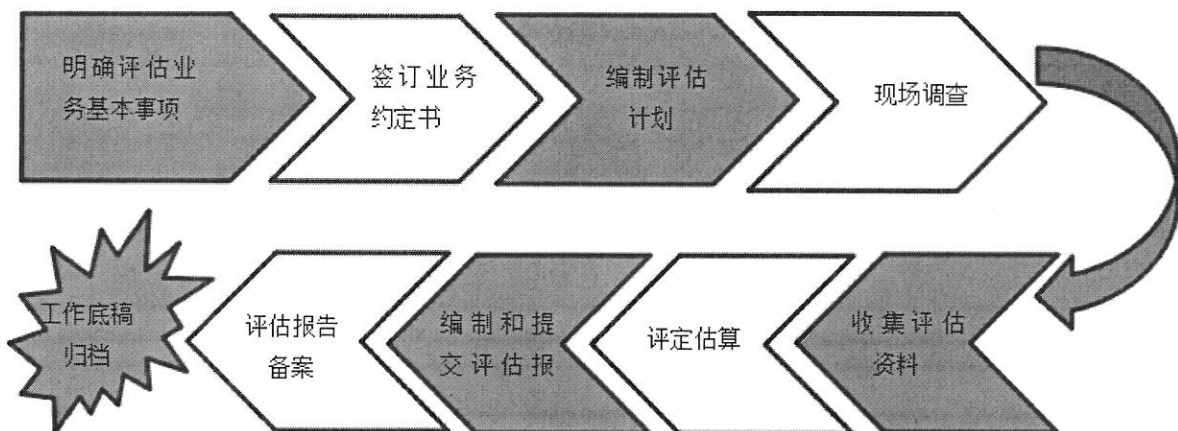 明确评估业
务基本事项
签订业务
约定书
编制评估
计划
现场调查
收集评估
资料
评定估算
编制和提
交评估报
评估报告
备案
工作底稿
归档